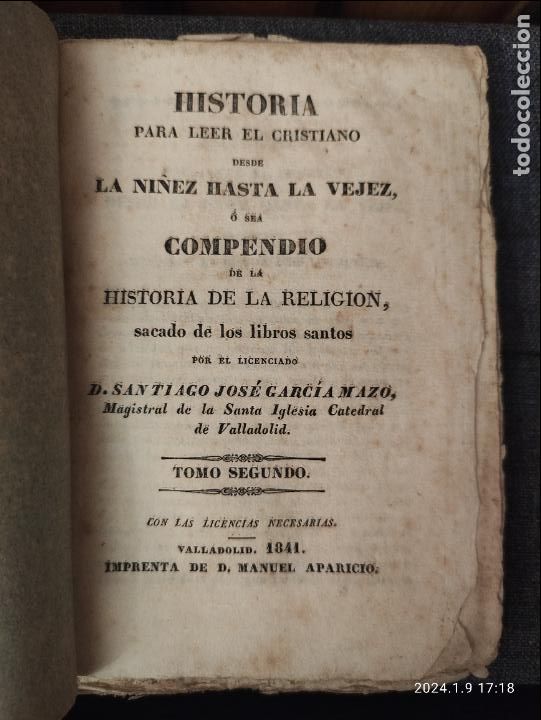 HISTORIA
PARA LEER EL CRISTIANO
DESDE
LA NIÑEZ HASTA LA VEJEZ,
Ó SEA
COMPENDIO
DE LA
HISTORIA DE LA RELIGION,
sacado de los libros santos
POR EL LICENCIADO
D. SANTIAGO JOSÉ GARCÍA MAZO,
Magistral de la Santa Iglesia Catedral
de Valladolid.
TOMO SEGUNDO.
CON LAS LICENCIAS NECESARIAS.
VALLADOLID. 1841.
IMPRENTA DE D. MANUEL APARICIO.
todocoleccion
2024.1.9 17:18